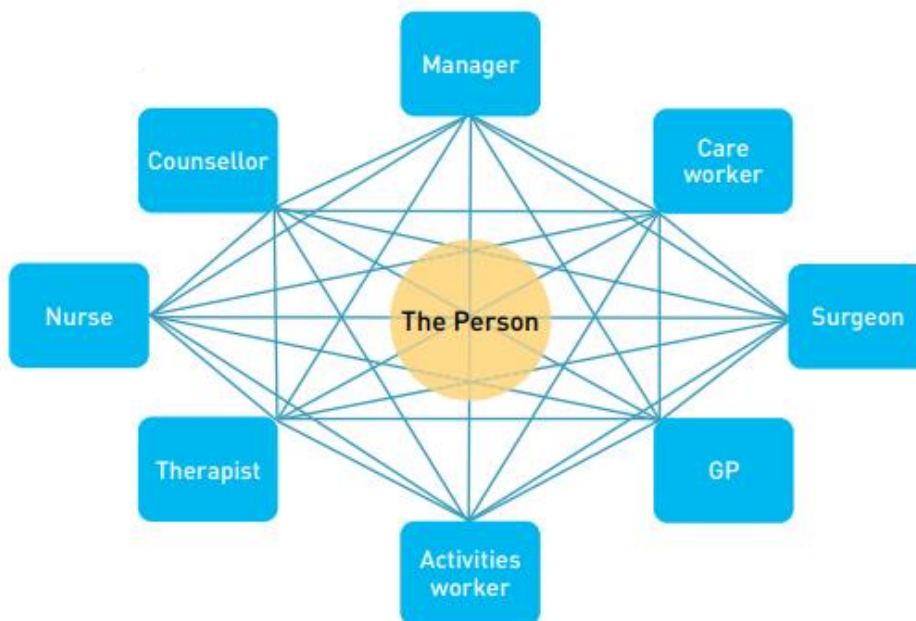 Manager
Counsellor
Care
worker
Nurse
The Person
Surgeon
Therapist
GP
Activities
worker